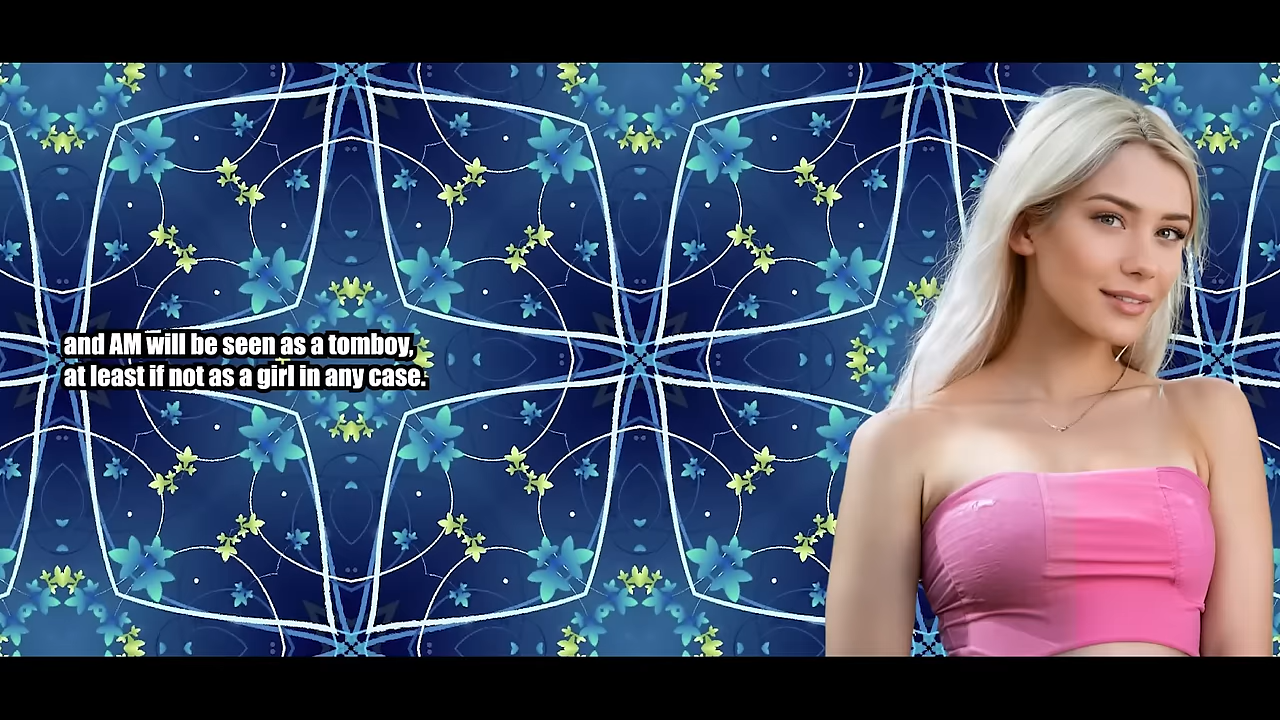 and AM will be seen as a tomboy,
at least if not as a girl in any case.